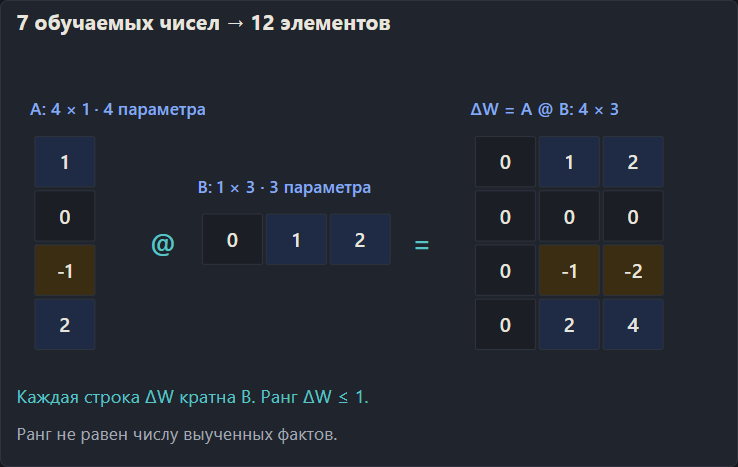 7 обучаемых чисел → 12 элементов
A: 4 × 1 · 4 параметра
1
0
-1
2
@
B: 1 × 3 · 3 параметра
0 1 2
=
ΔW = A @ B: 4 × 3
0 1 2
0 0 0
0 -1 -2
0 2 4
Каждая строка ΔW кратна B. Ранг ΔW ≤ 1.
Ранг не равен числу выученных фактов.